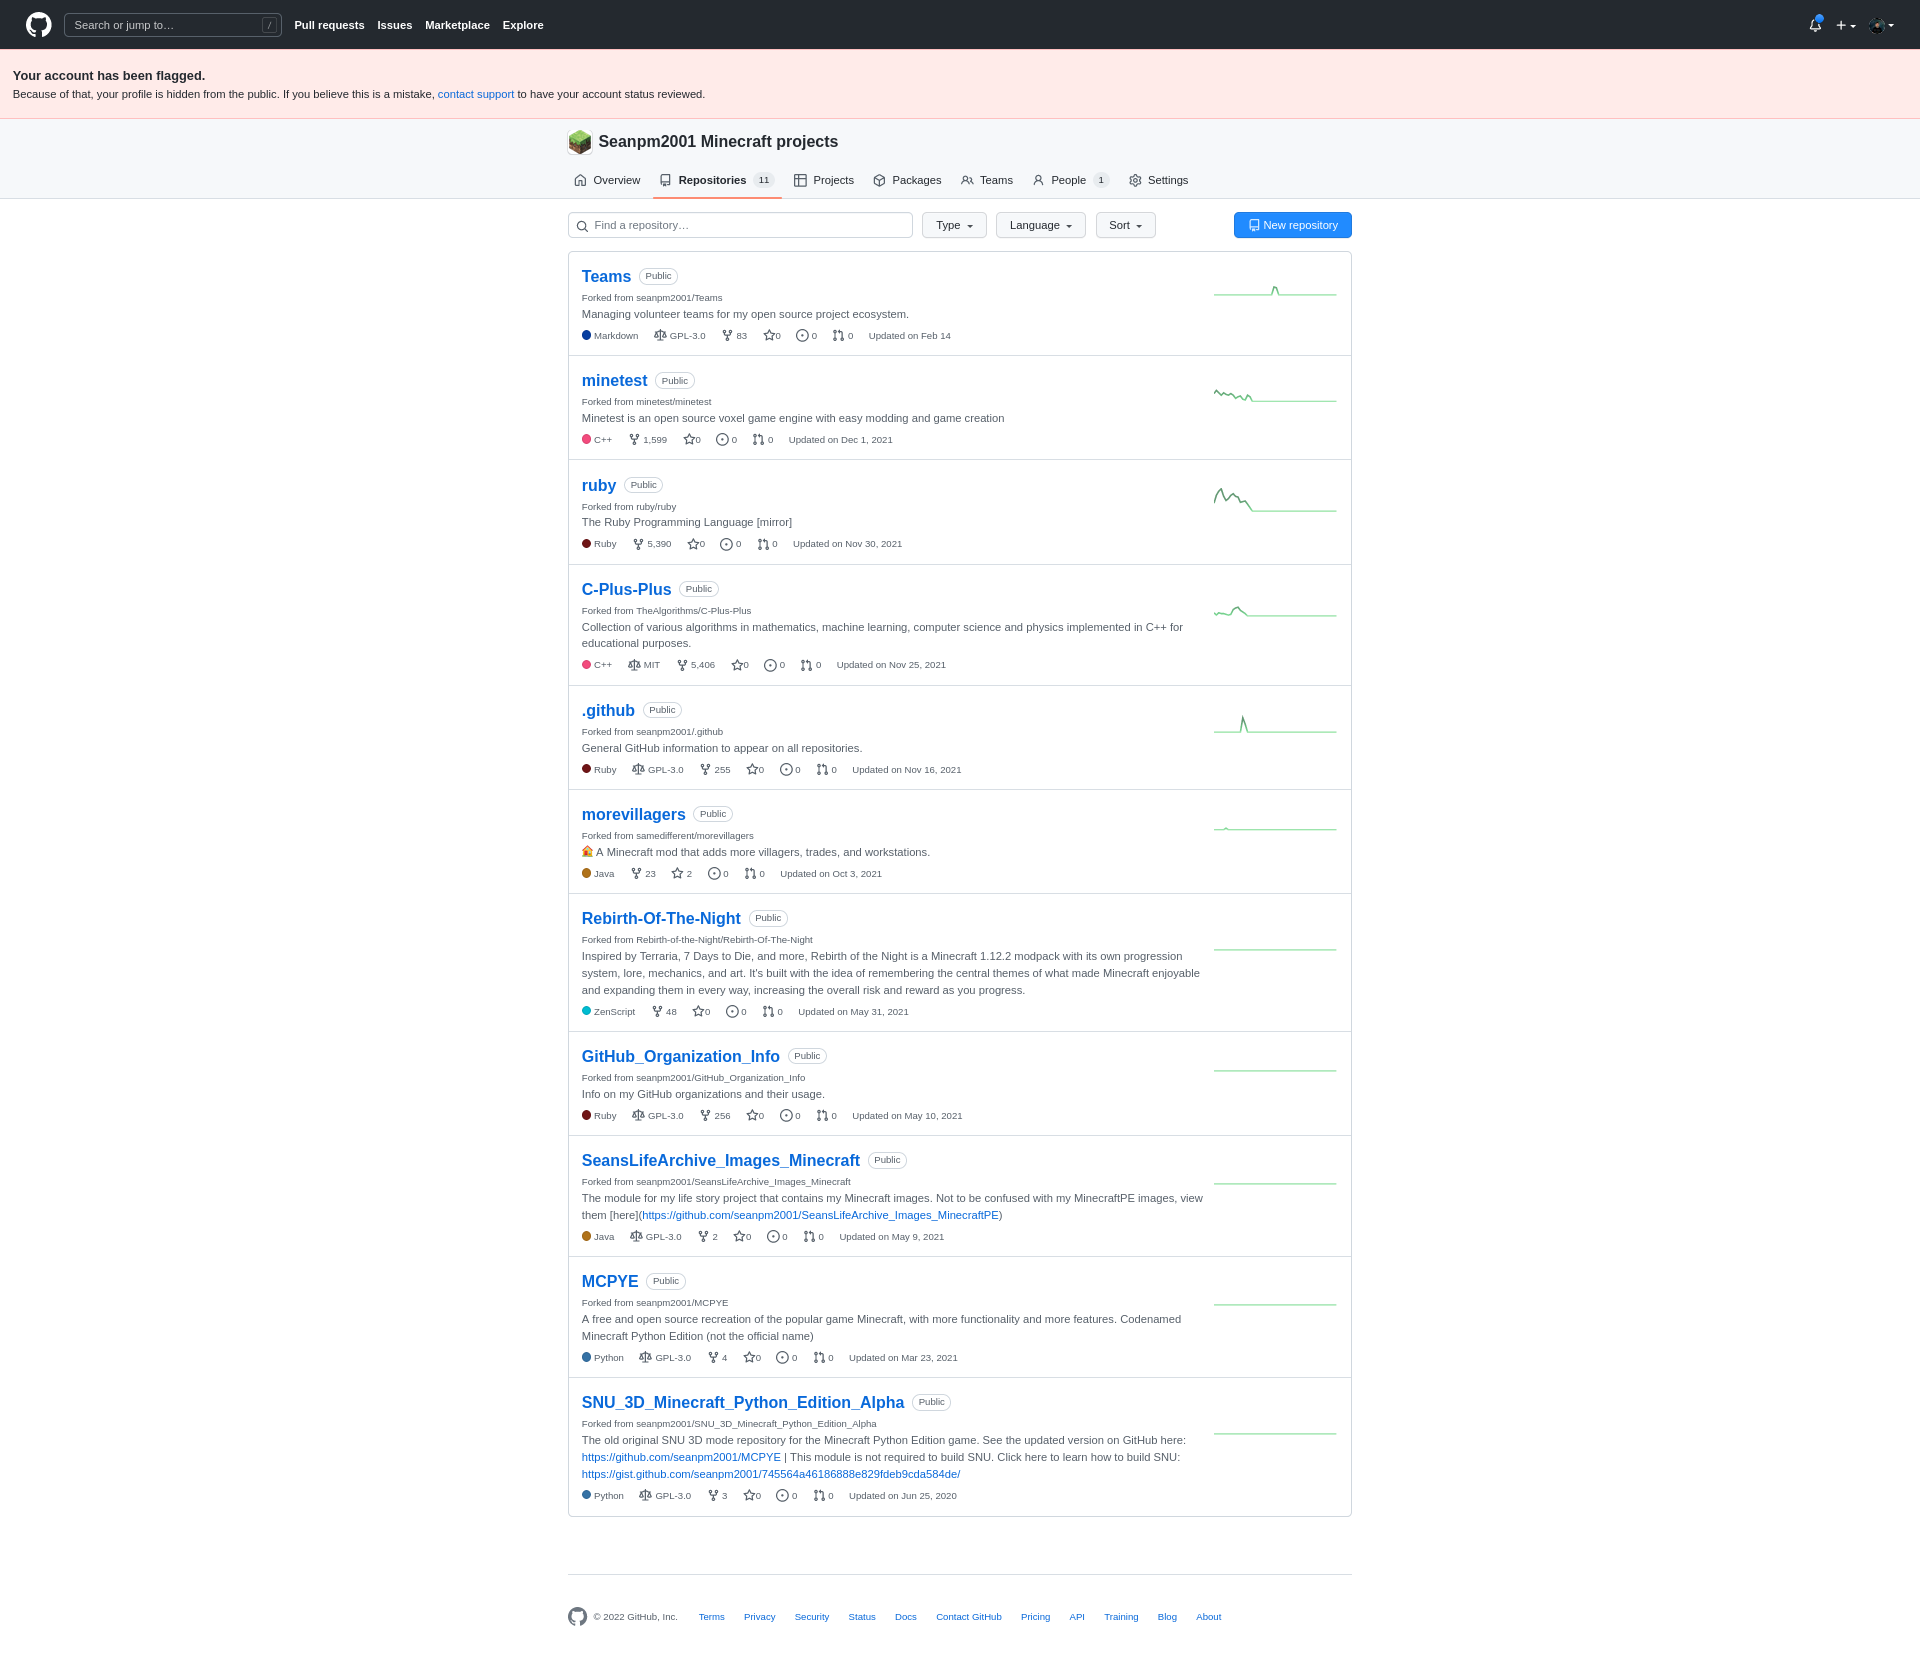 Search or jump to… /
Pull requests Issues Marketplace Explore
Your account has been flagged.
Because of that, your profile is hidden from the public. If you believe this is a mistake, contact support to have your account status reviewed.
Seanpm2001 Minecraft projects
Overview Repositories 11 Projects Packages Teams People 1 Settings
Find a repository… Type Language Sort New repository
Teams Public
Forked from seanpm2001/Teams
Managing volunteer teams for my open source project ecosystem.
Markdown GPL-3.0 83 0 0 0 Updated on Feb 14
minetest Public
Forked from minetest/minetest
Minetest is an open source voxel game engine with easy modding and game creation
C++ 1,599 0 0 0 Updated on Dec 1, 2021
ruby Public
Forked from ruby/ruby
The Ruby Programming Language [mirror]
Ruby 5,390 0 0 0 Updated on Nov 30, 2021
C-Plus-Plus Public
Forked from TheAlgorithms/C-Plus-Plus
Collection of various algorithms in mathematics, machine learning, computer science and physics implemented in C++ for
educational purposes.
C++ MIT 5,406 0 0 0 Updated on Nov 25, 2021
.github Public
Forked from seanpm2001/.github
General GitHub information to appear on all repositories.
Ruby GPL-3.0 255 0 0 0 Updated on Nov 16, 2021
morevillagers Public
Forked from samedifferent/morevillagers
🏠 A Minecraft mod that adds more villagers, trades, and workstations.
Java 23 2 0 0 Updated on Oct 3, 2021
Rebirth-Of-The-Night Public
Forked from Rebirth-of-the-Night/Rebirth-Of-The-Night
Inspired by Terraria, 7 Days to Die, and more, Rebirth of the Night is a Minecraft 1.12.2 modpack with its own progression
system, lore, mechanics, and art. It's built with the idea of remembering the central themes of what made Minecraft enjoyable
and expanding them in every way, increasing the overall risk and reward as you progress.
ZenScript 48 0 0 0 Updated on May 31, 2021
GitHub_Organization_Info Public
Forked from seanpm2001/GitHub_Organization_Info
Info on my GitHub organizations and their usage.
Ruby GPL-3.0 256 0 0 0 Updated on May 10, 2021
SeansLifeArchive_Images_Minecraft Public
Forked from seanpm2001/SeansLifeArchive_Images_Minecraft
The module for my life story project that contains my Minecraft images. Not to be confused with my MinecraftPE images, view
them [here](https://github.com/seanpm2001/SeansLifeArchive_Images_MinecraftPE)
Java GPL-3.0 2 0 0 0 Updated on May 9, 2021
MCPYE Public
Forked from seanpm2001/MCPYE
A free and open source recreation of the popular game Minecraft, with more functionality and more features. Codenamed
Minecraft Python Edition (not the official name)
Python GPL-3.0 4 0 0 0 Updated on Mar 23, 2021
SNU_3D_Minecraft_Python_Edition_Alpha Public
Forked from seanpm2001/SNU_3D_Minecraft_Python_Edition_Alpha
The old original SNU 3D mode repository for the Minecraft Python Edition game. See the updated version on GitHub here:
https://github.com/seanpm2001/MCPYE | This module is not required to build SNU. Click here to learn how to build SNU:
https://gist.github.com/seanpm2001/745564a46186888e829fdeb9cda584de/
Python GPL-3.0 3 0 0 0 Updated on Jun 25, 2020
© 2022 GitHub, Inc. Terms Privacy Security Status Docs Contact GitHub Pricing API Training Blog About